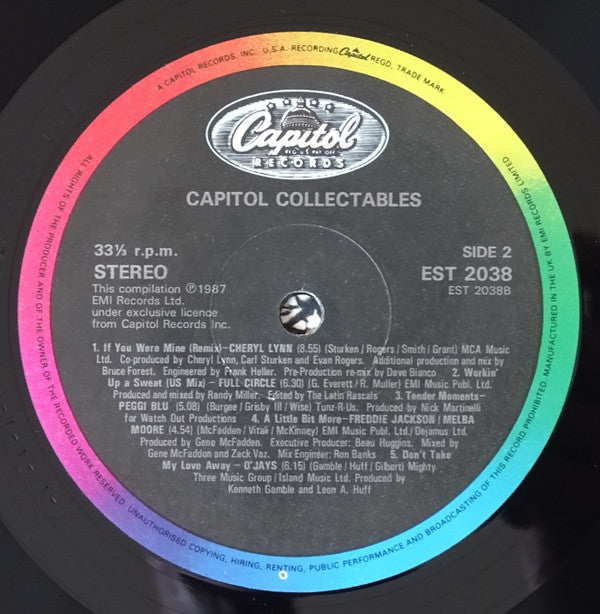 A CAPITOL RECORDS, INC. U.S.A. RECORDING Capitol REGD. TRADE MARK.
Capitol
REG US PAT OFF
RECORDS
CAPITOL COLLECTABLES
33⅓ r.p.m.
STEREO
This compilation ℗1987
EMI Records Ltd.
under exclusive licence
from Capitol Records Inc.
SIDE 2
EST 2038
EST 2038B
1. If You Were Mine (Remix)–CHERYL LYNN (8.55) (Sturken/Rogers/Smith/Grant) MCA Music
Ltd. Co-produced by Cheryl Lynn, Carl Sturken and Evan Rogers. Additional production and mix by
Bruce Forest. Engineered by Frank Heller. Pre-Production re-mix by Dave Bianco 2. Workin'
Up a Sweat (US Mix) – FULL CIRCLE (6.30) (G. Everett/R. Muller) EMI Music Publ. Ltd.
Produced and mixed by Randy Miller. Edited by The Latin Rascals 3. Tender Moments–
PEGGI BLU (5.08) (Burgee/Grisby III/Wise) Tunz-R-Us. Produced by Nick Martinelli
for Watch Out Productions 4. A Little Bit More–FREDDIE JACKSON/MELBA
MOORE (4.54) (McFadden/Vitali/McKinney) EMI Music Publ. Ltd/Dejamus Ltd.
Produced by Gene McFadden. Executive Producer: Beau Huggins. Mixed by
Gene McFaddon and Zack Vaz. Mix Engineer: Ron Banks 5. Don't Take
My Love Away – O'JAYS (6.15) (Gamble/Huff/Gilbert) Mighty
Three Music Group/Island Music Ltd. Produced by
Kenneth Gamble and Leon A. Huff
ALL RIGHTS OF THE PRODUCER AND OF THE OWNER OF THE RECORDED WORK RESERVED. UNAUTHORISED COPYING, HIRING, RENTING, PUBLIC PERFORMANCE AND BROADCASTING OF THIS RECORD PROHIBITED. MANUFACTURED IN THE UK BY EMI RECORDS LIMITED.